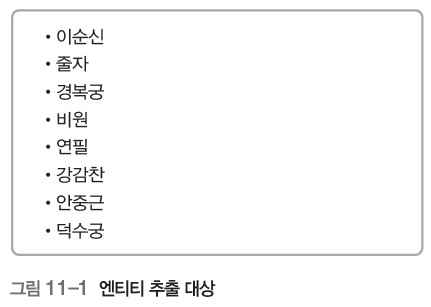 • 이순신
• 줄자
• 경복궁
• 비원
• 연필
• 강감찬
• 안중근
• 덕수궁
그림 11-1 엔티티 추출 대상